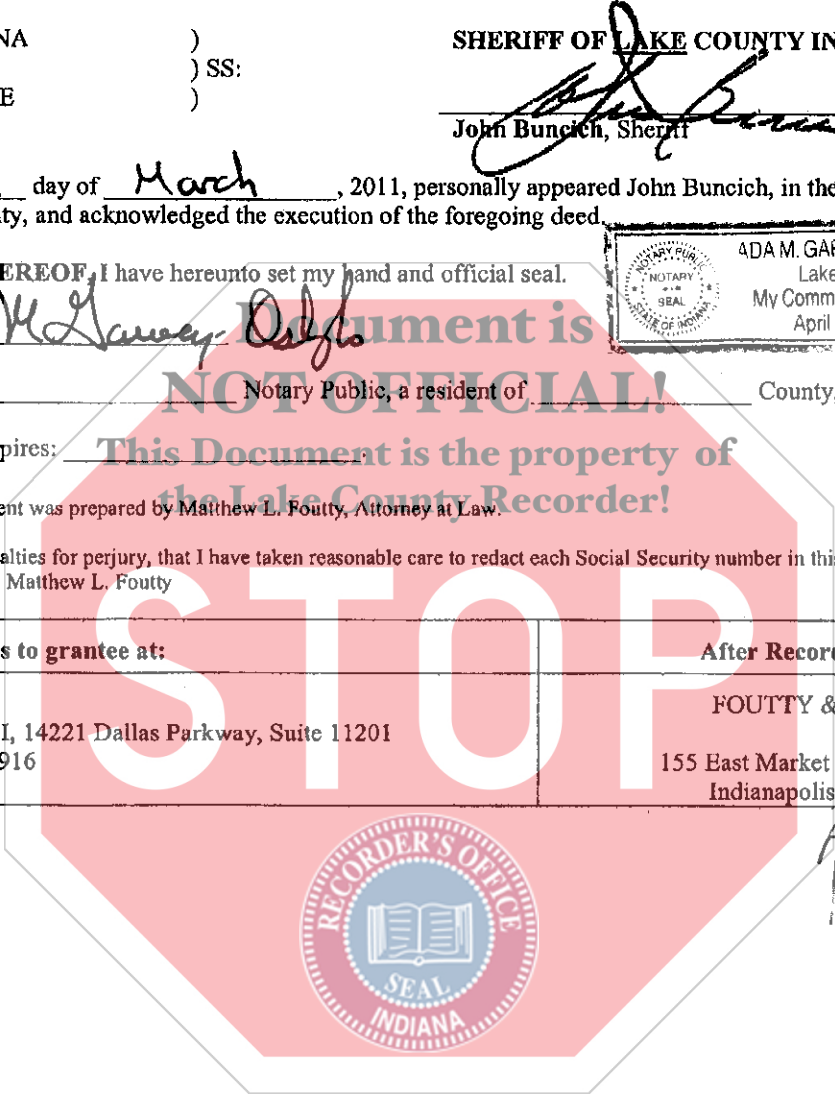 NA ) SHERIFF OF LAKE COUNTY IN
) SS:
E )
John Buncich, Sheriff
day of March , 2011, personally appeared John Buncich, in the
ty, and acknowledged the execution of the foregoing deed.
EREOF, I have hereunto set my hand and official seal.
NOTARY PUBLIC
NOTARY
SEAL
STATE OF INDIANA
ADA M. GA
Lake
My Comm
April
M Garvey-
Document is
NOT OFFICIAL!
Notary Public, a resident of County,
This Document is the property of
pires:
the Lake County Recorder!
ent was prepared by Matthew L. Foutty, Attorney at Law.
alties for perjury, that I have taken reasonable care to redact each Social Security number in this
Matthew L. Foutty
STOP
s to grantee at: After Recor
FOUTTY &
I, 14221 Dallas Parkway, Suite 11201
916 155 East Market
Indianapolis
RECORDER'S OFFICE
SEAL
INDIANA